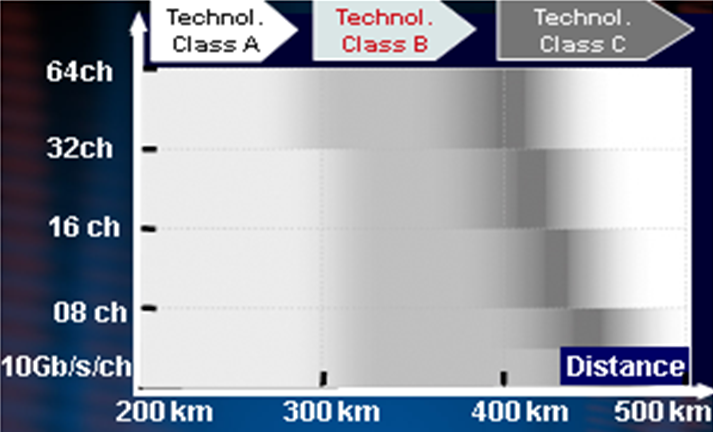 Technol.
Class A
Technol.
Class B
Technol.
Class C
64ch
32ch
16 ch
08 ch
10Gb/s/ch
Distance
200 km
300 km
400 km
500 km